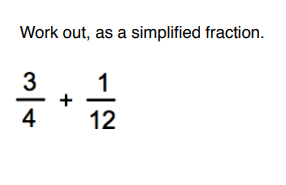 Work out, as a simplified fraction.
3/4 + 1/12